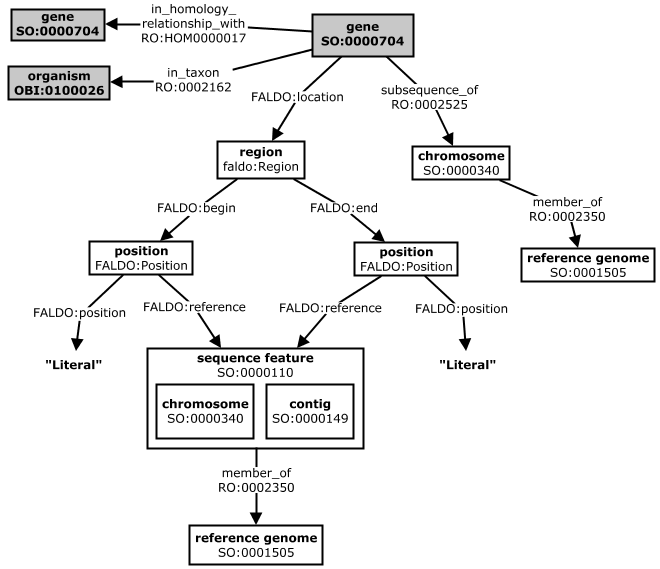 gene
SO:0000704
in_homology_
relationship_with
RO:HOM0000017
gene
SO:0000704
organism
OBI:0100026
in_taxon
RO:0002162
FALDO:location
subsequence_of
RO:0002525
region
faldo:Region
chromosome
SO:0000340
member_of
RO:0002350
FALDO:begin
FALDO:end
position
FALDO:Position
position
FALDO:Position
reference genome
SO:0001505
FALDO:position
FALDO:reference
FALDO:reference
FALDO:position
"Literal"
"Literal"
sequence feature
SO:0000110
chromosome
SO:0000340
contig
SO:0000149
member_of
RO:0002350
reference genome
SO:0001505